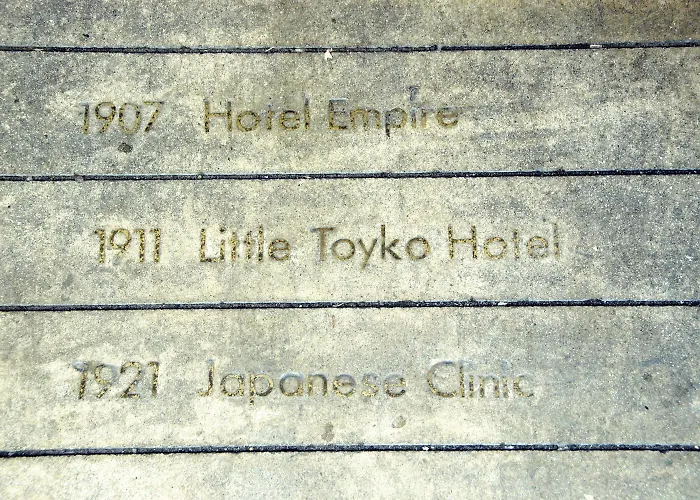 1907 Hotel Empire
1911 Little Toyko Hotel
1921 Japanese Clinic